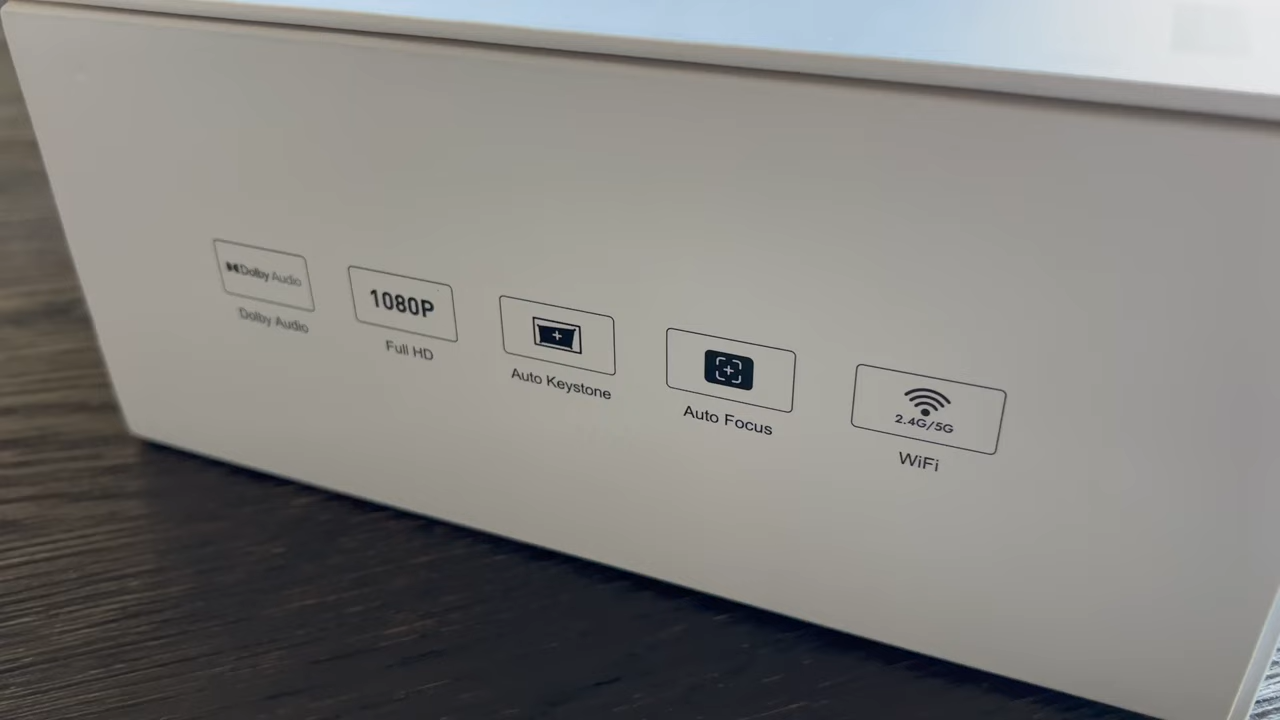 Dolby Audio
Dolby Audio
1080P
Full HD
Auto Keystone
Auto Focus
2.4G/5G
WiFi